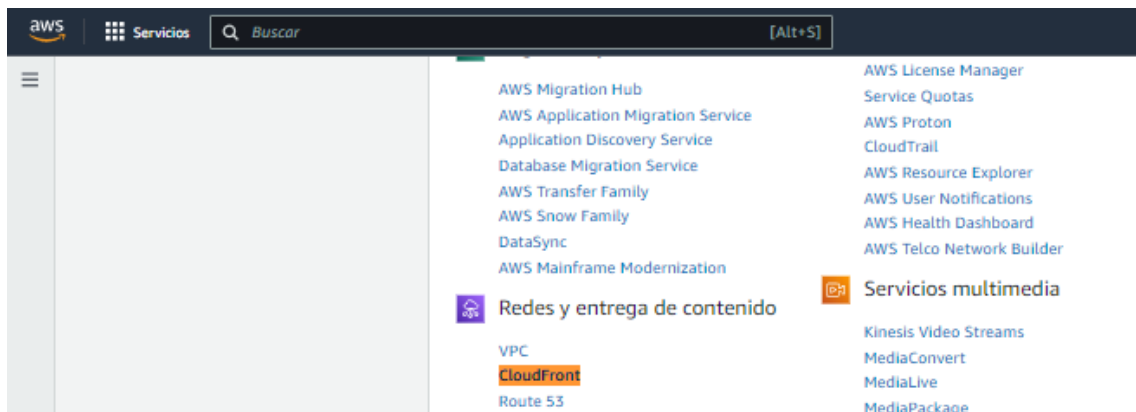 aws
Servicios
Buscar
[Alt+S]
AWS Migration Hub
AWS Application Migration Service
Application Discovery Service
Database Migration Service
AWS Transfer Family
AWS Snow Family
DataSync
AWS Mainframe Modernization
Redes y entrega de contenido
VPC
CloudFront
Route 53
AWS License Manager
Service Quotas
AWS Proton
CloudTrail
AWS Resource Explorer
AWS User Notifications
AWS Health Dashboard
AWS Telco Network Builder
Servicios multimedia
Kinesis Video Streams
MediaConvert
MediaLive
MediaPackage